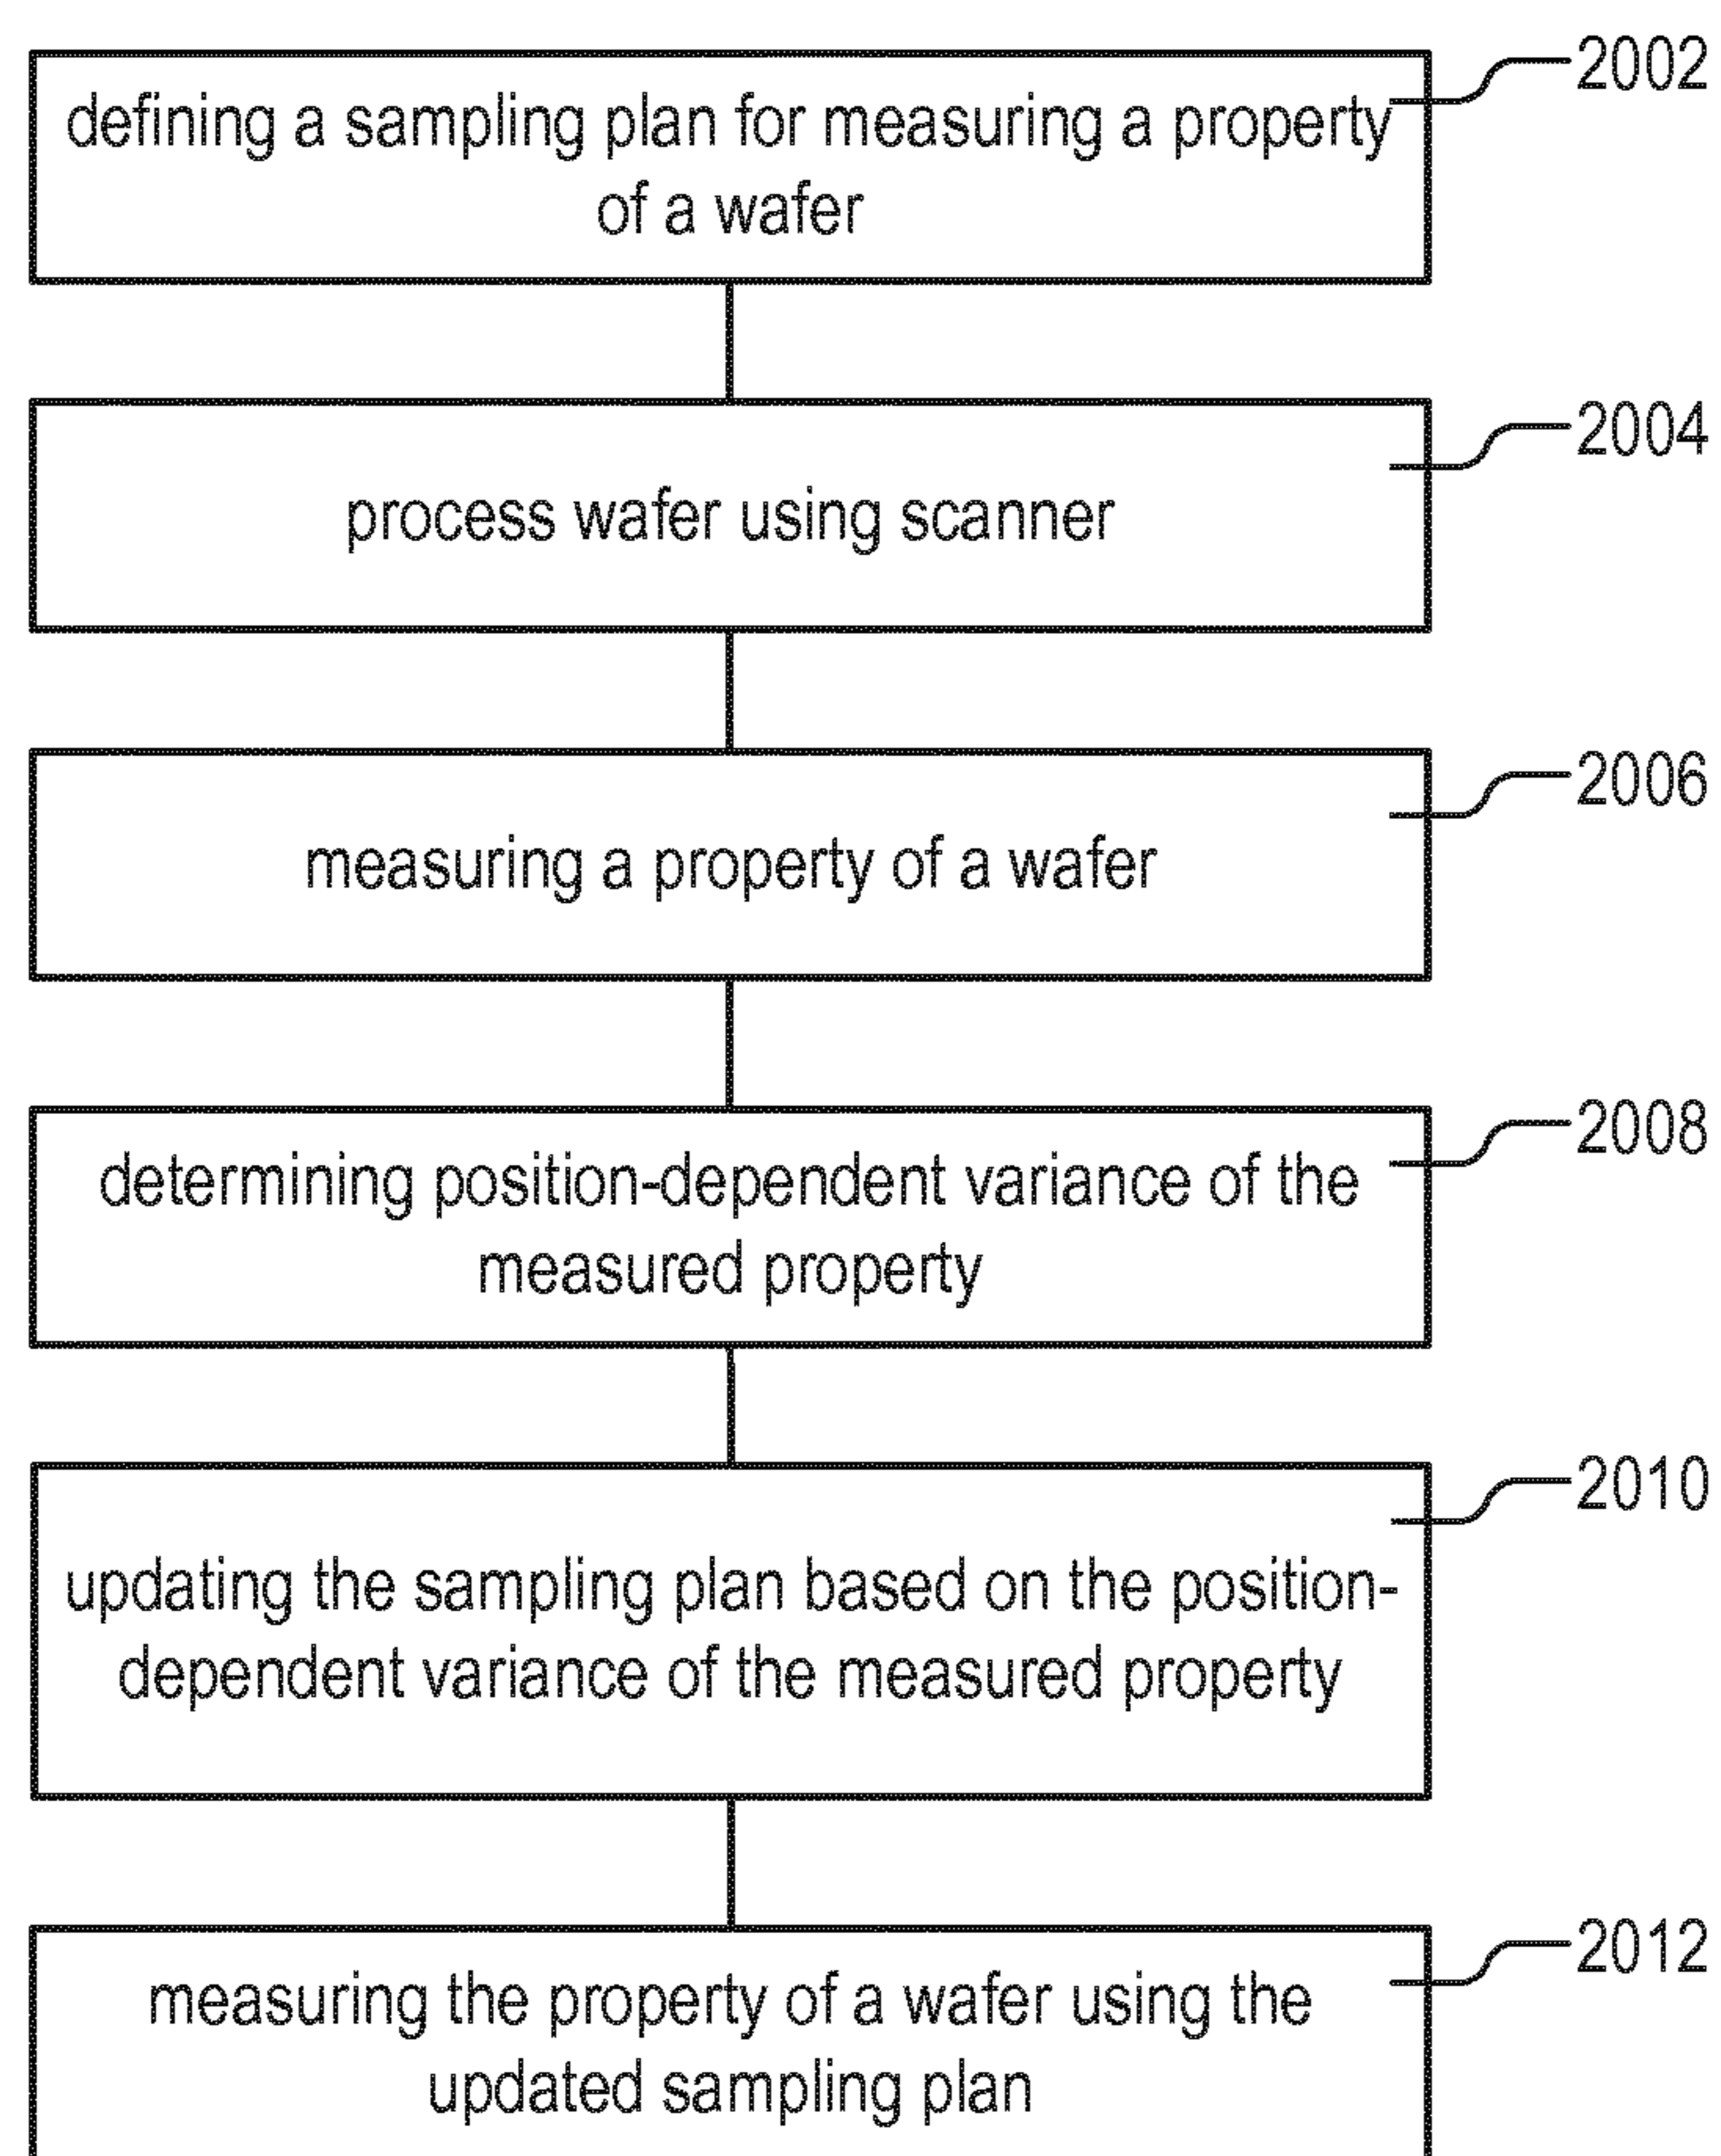 2002
defining a sampling plan for measuring a property
of a wafer
2004
process wafer using scanner
2006
measuring a property of a wafer
2008
determining position-dependent variance of the
measured property
2010
updating the sampling plan based on the position-
dependent variance of the measured property
2012
measuring the property of a wafer using the
updated sampling plan